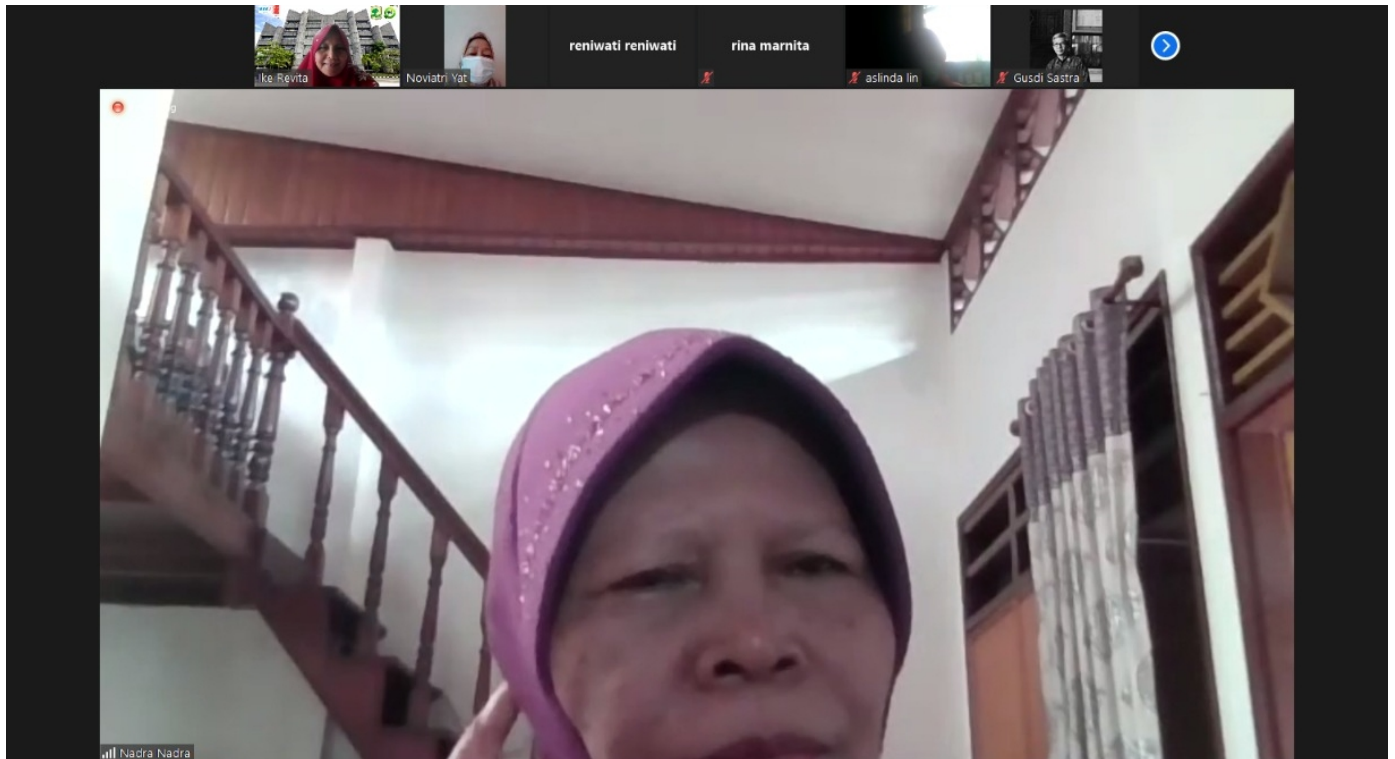 Ike Revita
Noviatri Yat
reniwati reniwati
rina marnita
aslinda lin
Gusdi Sastra
Nadra Nadra